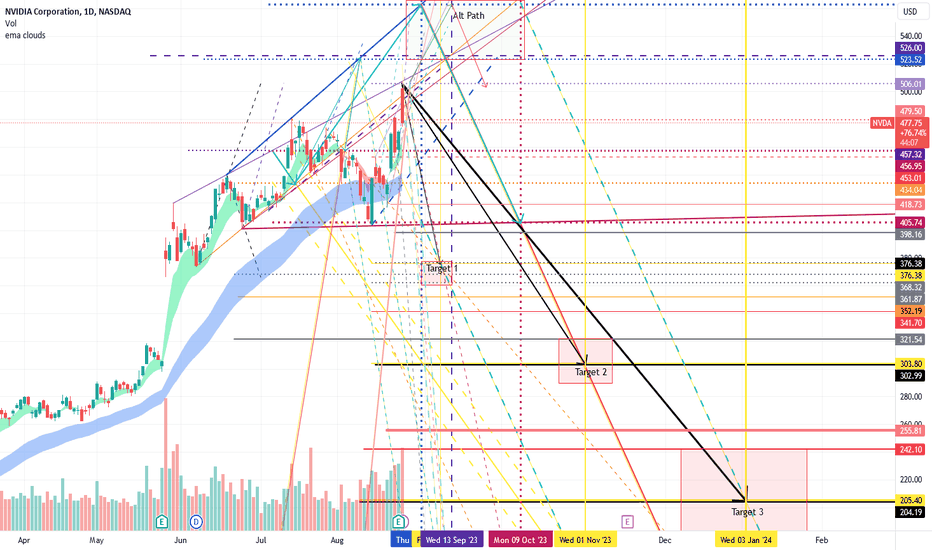 NVIDIA Corporation, 1D, NASDAQ
Vol
ema clouds
USD
Alt Path
540.00
526.00
523.52
506.01
500.00
479.50
NVDA
477.75
+76.74%
44:07
457.32
456.95
453.01
434.04
418.73
405.74
398.16
376.38
376.38
368.32
361.87
352.19
341.70
321.54
303.80
302.99
280.00
260.00
255.81
242.10
220.00
205.40
204.19
Target 1
Target 2
Target 3
E
D
E
E
Apr
May
Jun
Jul
Aug
Thu
F
Wed 13 Sep '23
Mon 09 Oct '23
Wed 01 Nov '23
Dec
Wed 03 Jan '24
Feb